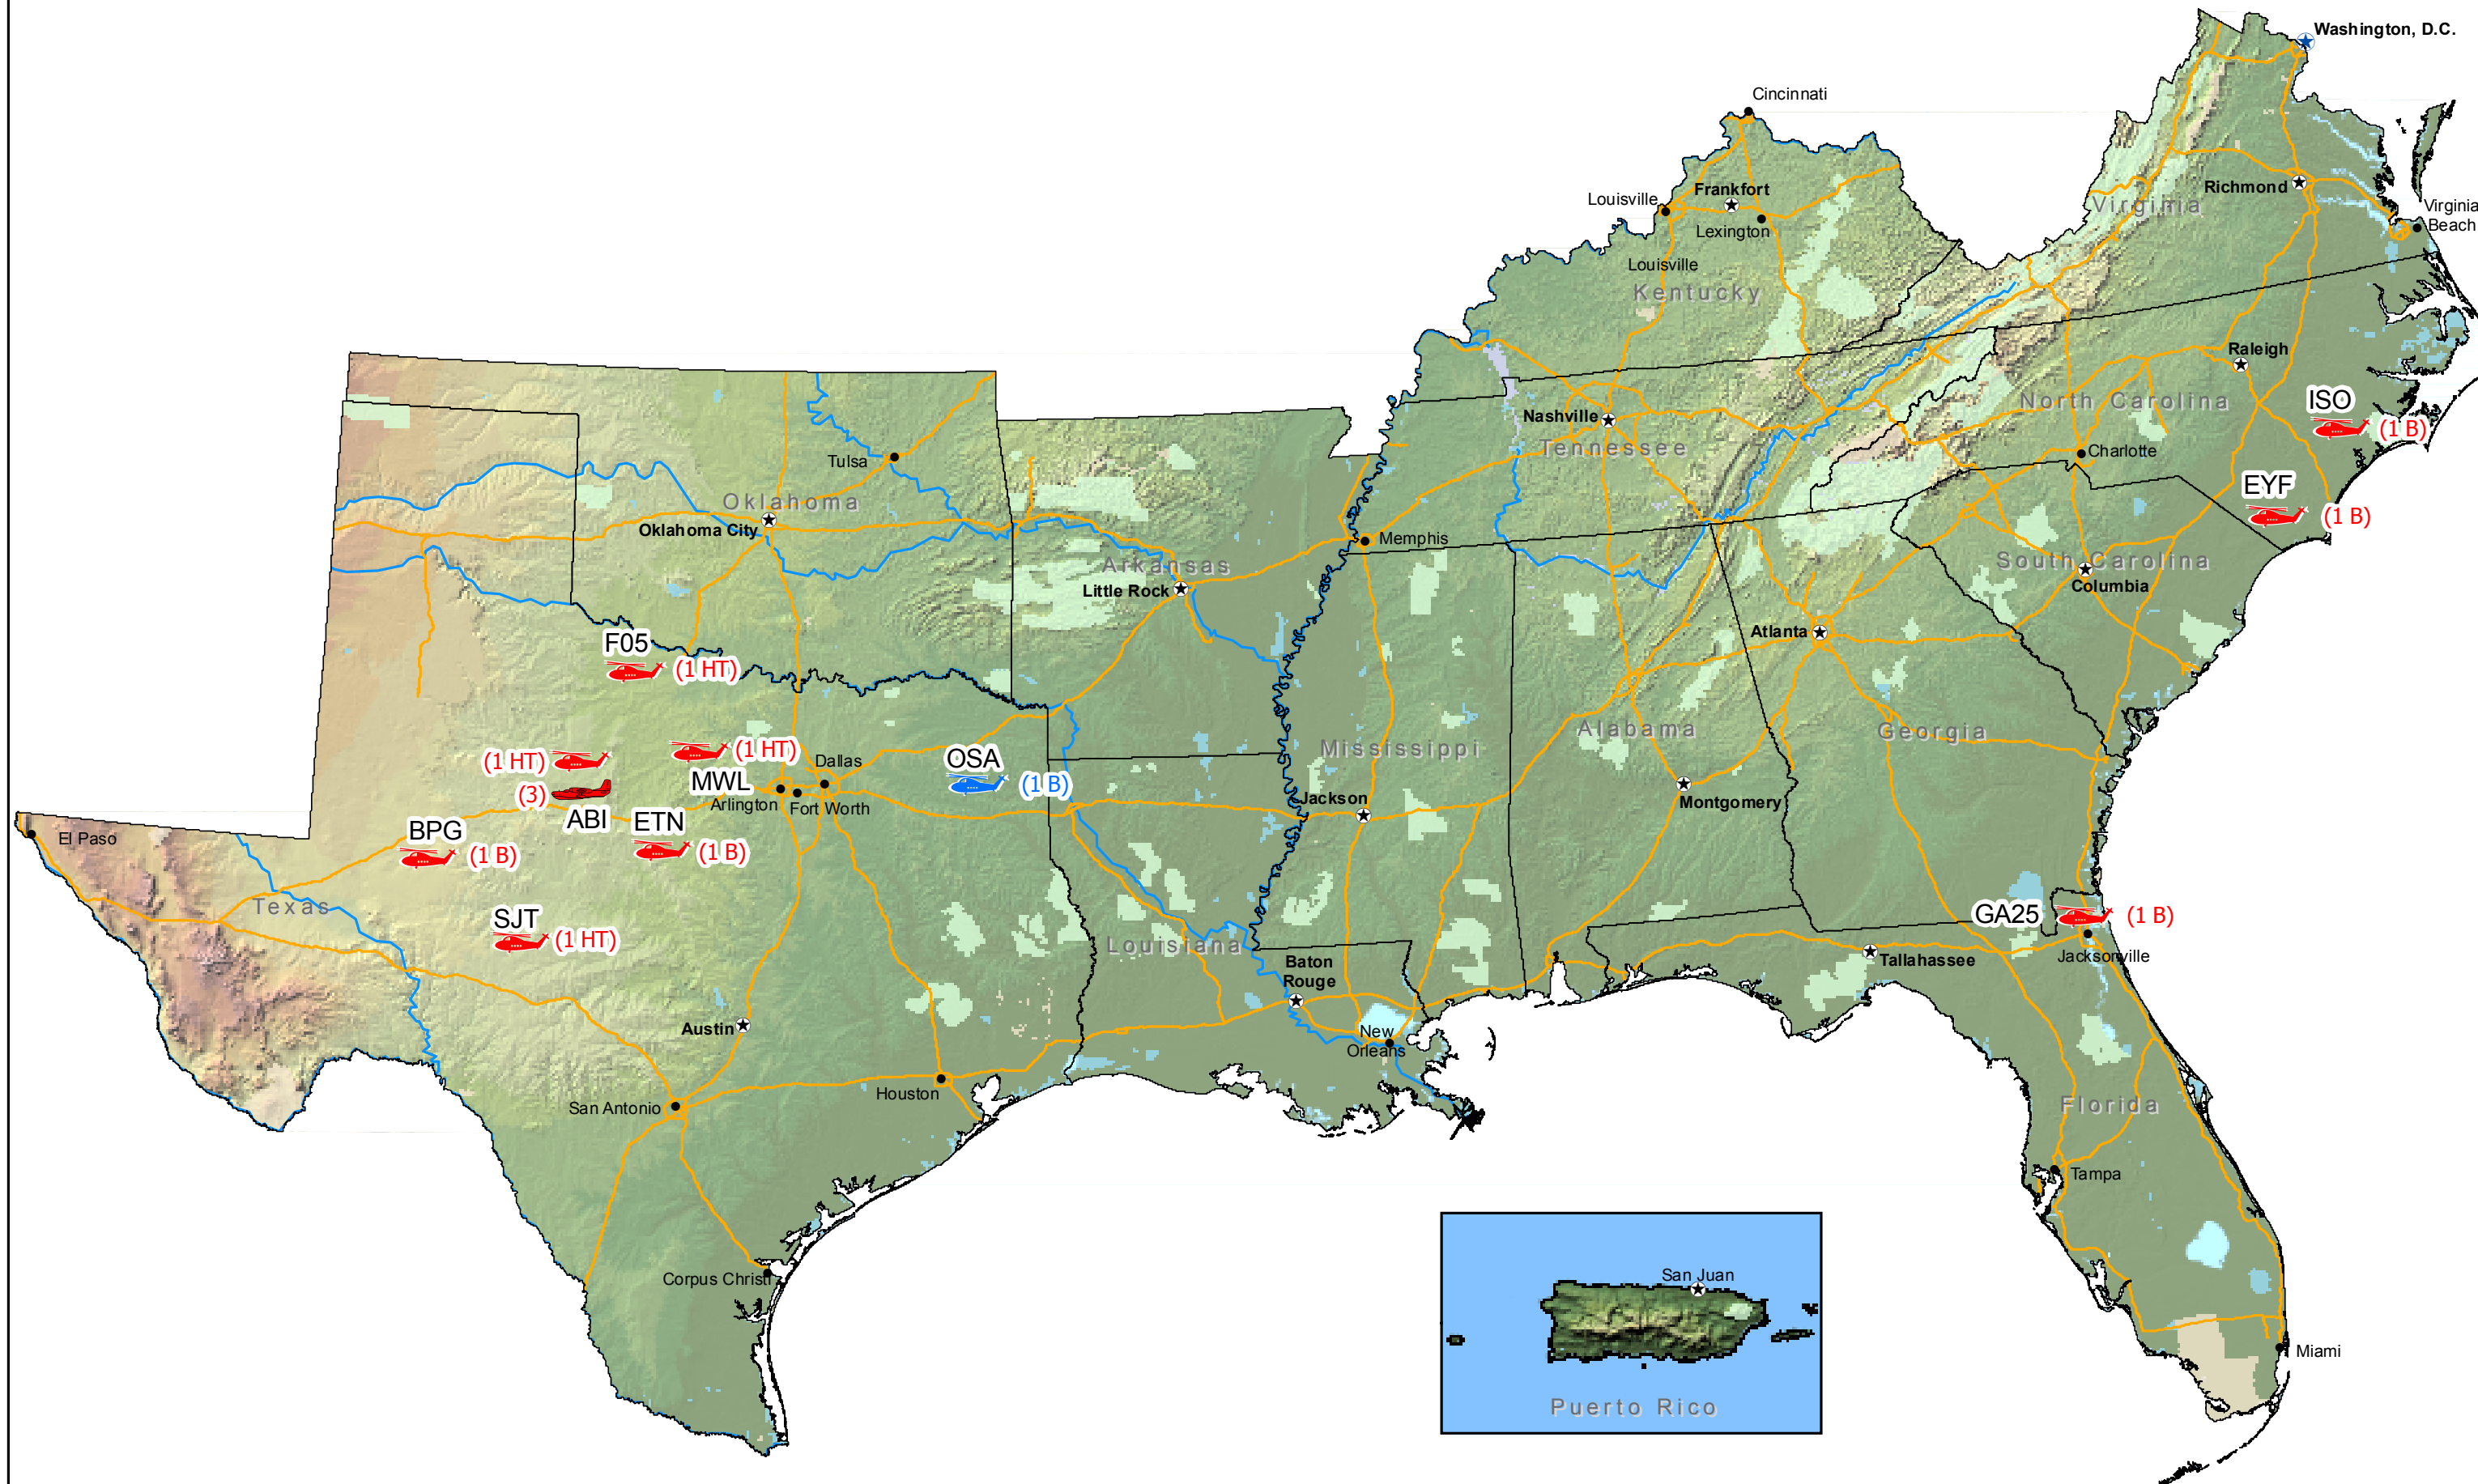 Washington, D.C.
Cincinnati
Louisville
Frankfort
Lexington
Richmond
Virginia
Virginia
Beach
Louisville
Kentucky
Raleigh
North Carolina
ISO
(1 B)
Nashville
Tennessee
Charlotte
Tulsa
Oklahoma
Oklahoma City
EYF
(1 B)
Memphis
Arkansas
Little Rock
South Carolina
Columbia
Atlanta
F05
(1 HT)
Alabama
Georgia
Mississippi
(1 HT)
(1 HT)
(3)
ABI
MWL
Dallas
Arlington
Fort Worth
OSA
(1 B)
Jackson
Montgomery
El Paso
BPG
(1 B)
ETN
(1 B)
Texas
SJT
(1 HT)
GA25
(1 B)
Louisiana
Baton
Rouge
Tallahassee
Jacksonville
Austin
New
Orleans
Houston
San Antonio
Florida
Tampa
Corpus Christi
San Juan
Puerto Rico
Miami